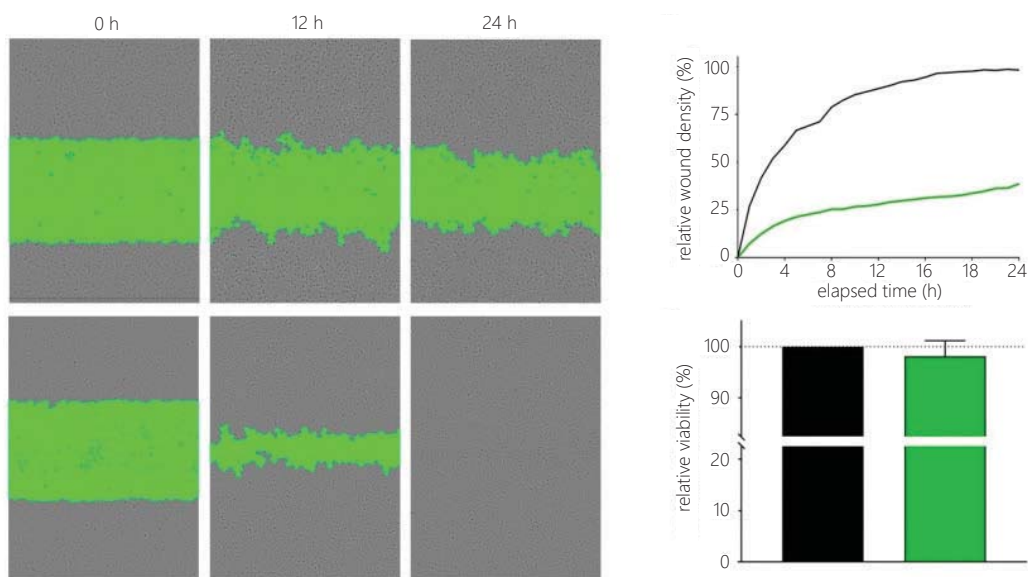 0 h 12 h 24 h
relative wound density (%)
100
75
50
25
0
0 4 8 12 16 18 24
elapsed time (h)
relative viability (%)
100
90
20
10
0